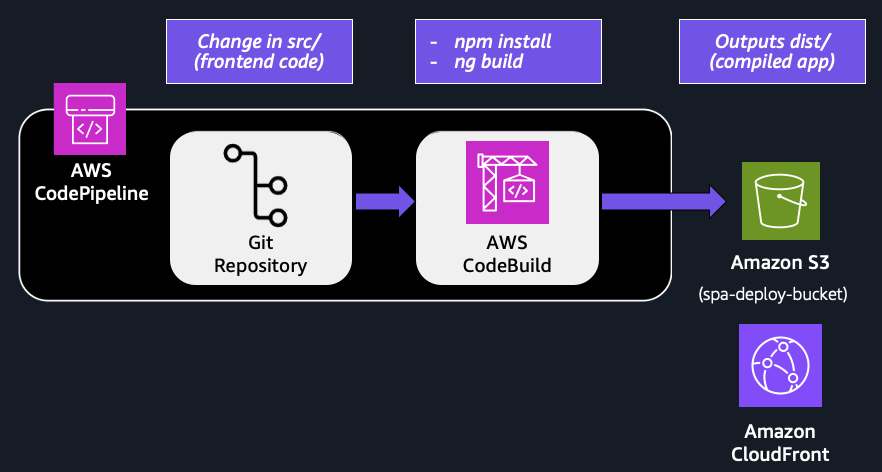 Change in src/
(frontend code)
- npm install
- ng build
Outputs dist/
(compiled app)
</>
AWS
CodePipeline
Git
Repository
</>
AWS
CodeBuild
Amazon S3
(spa-deploy-bucket)
Amazon
CloudFront